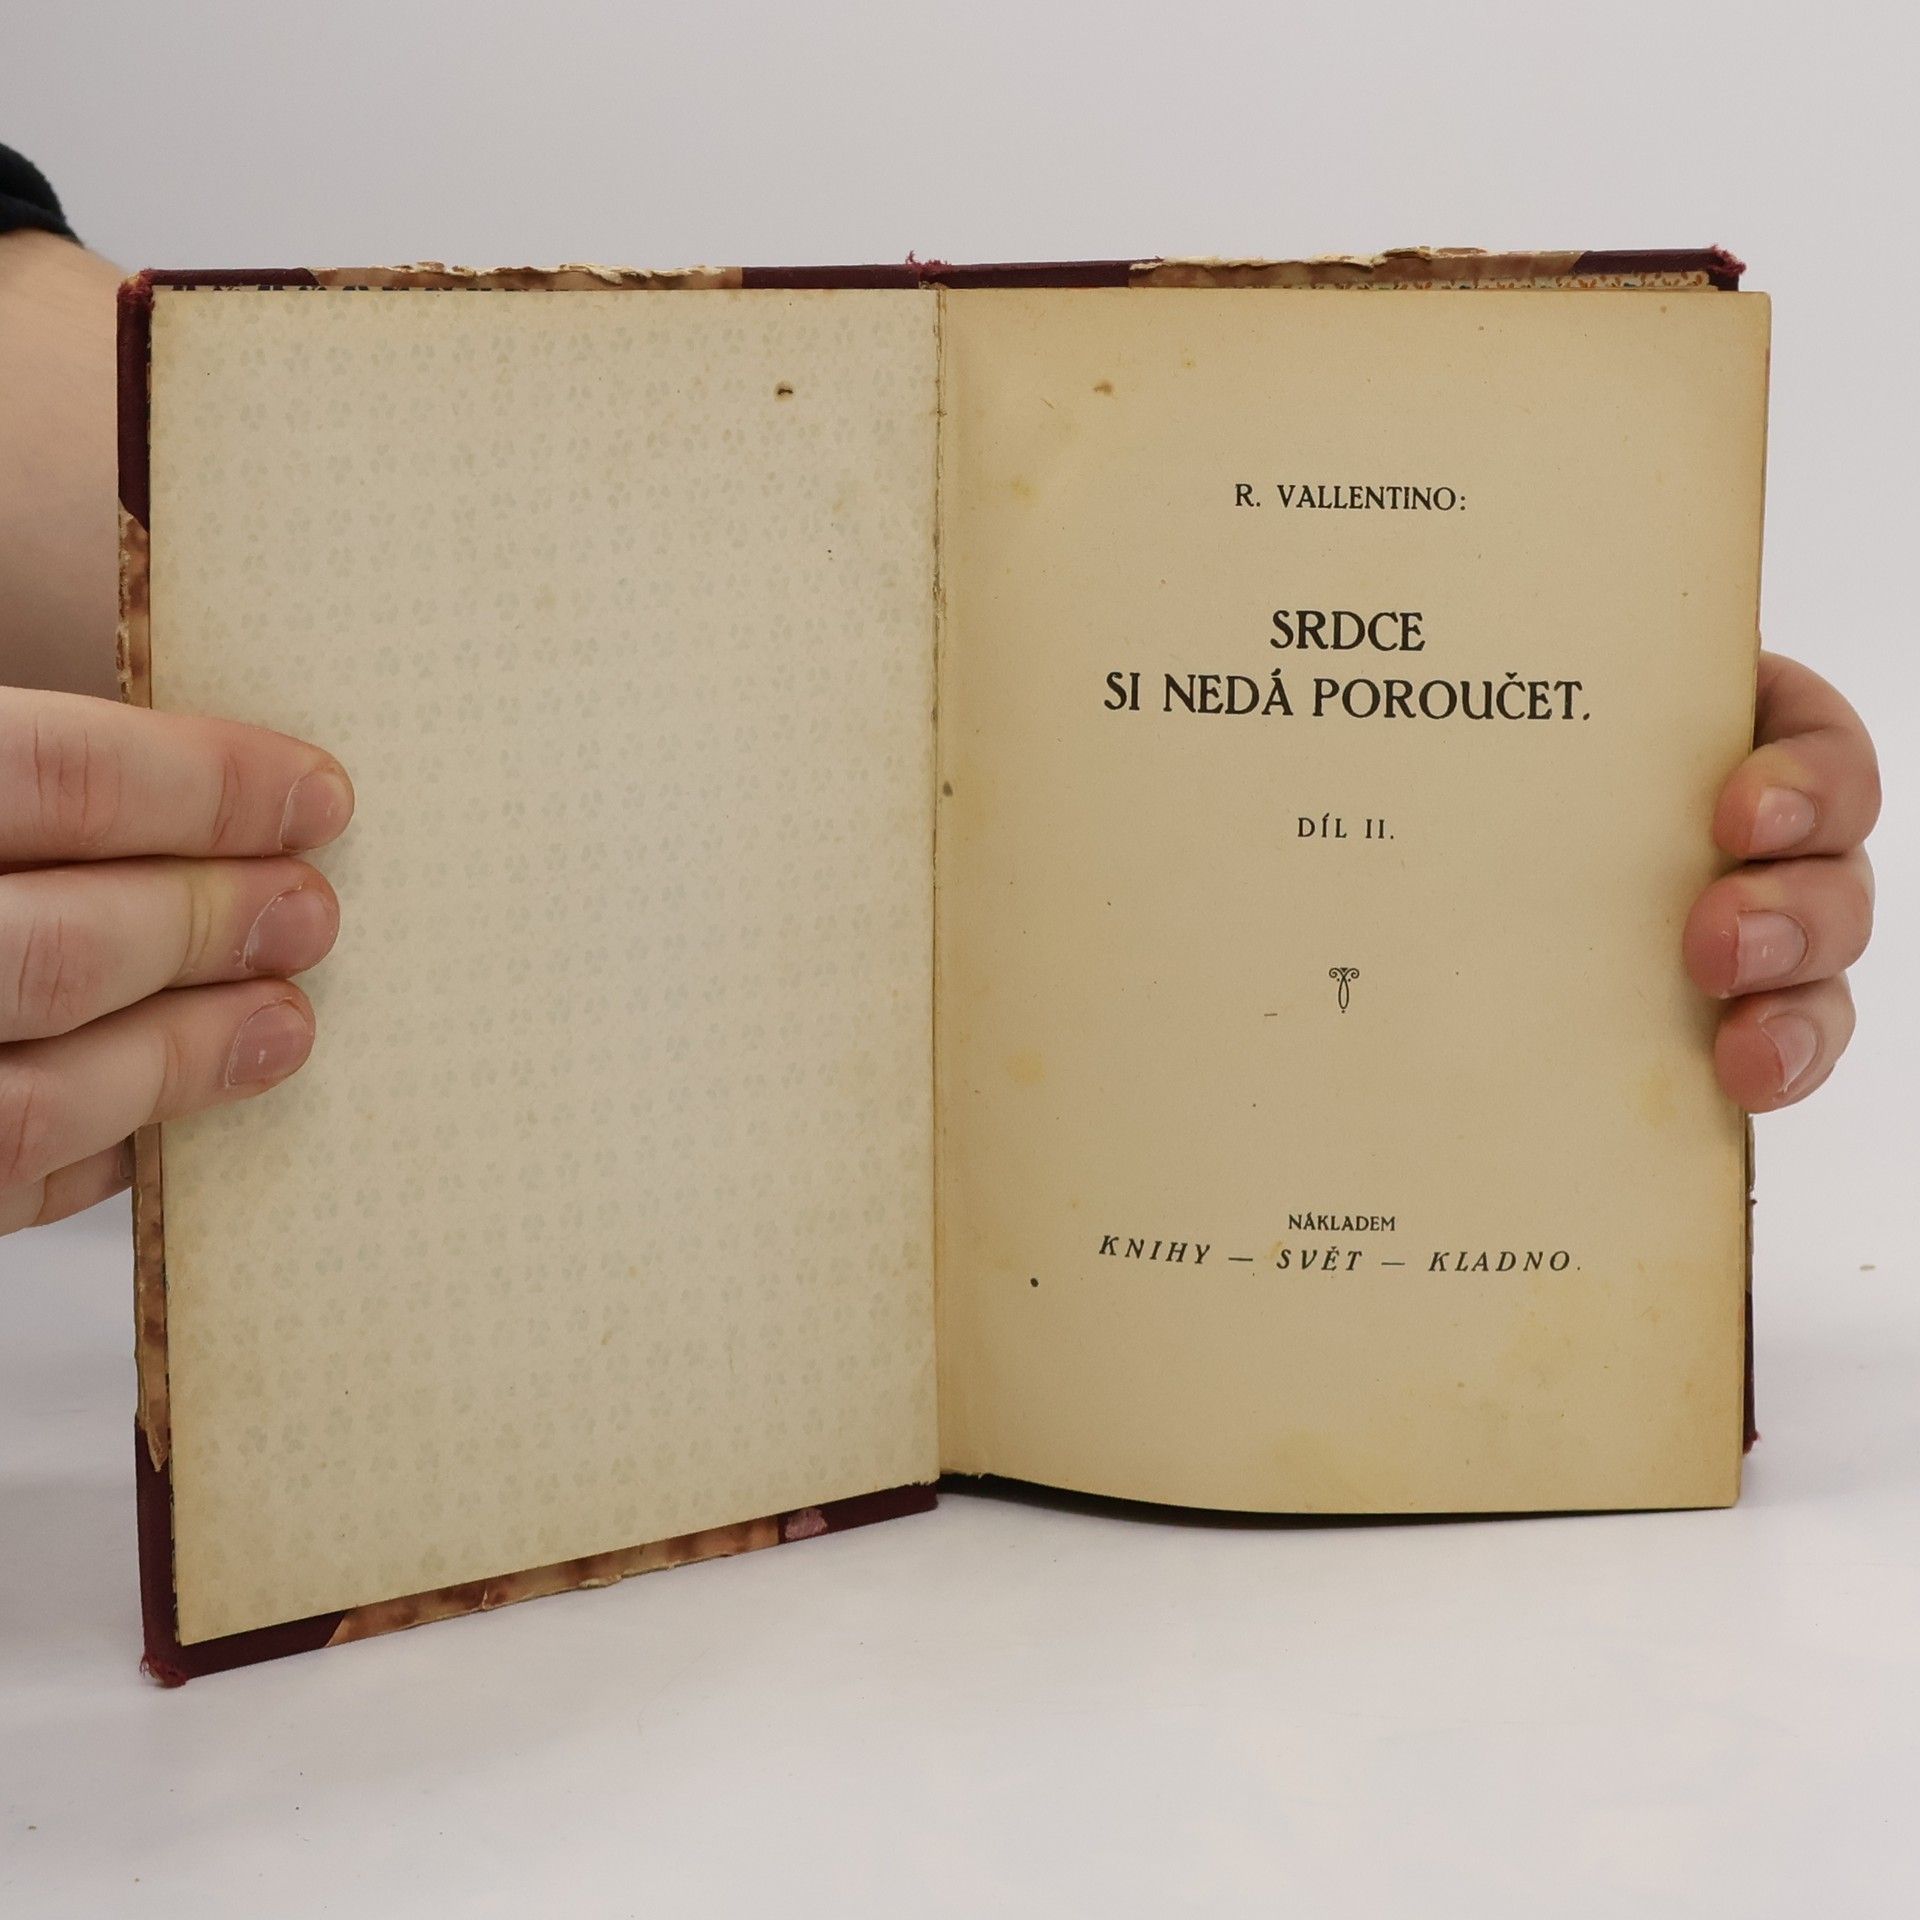 R. VALLENTINO:
SRDCE
SI NEDÁ POROUČET.
DÍL II.
NÁKLADEM
KNIHY — SVĚT — KLADNO.